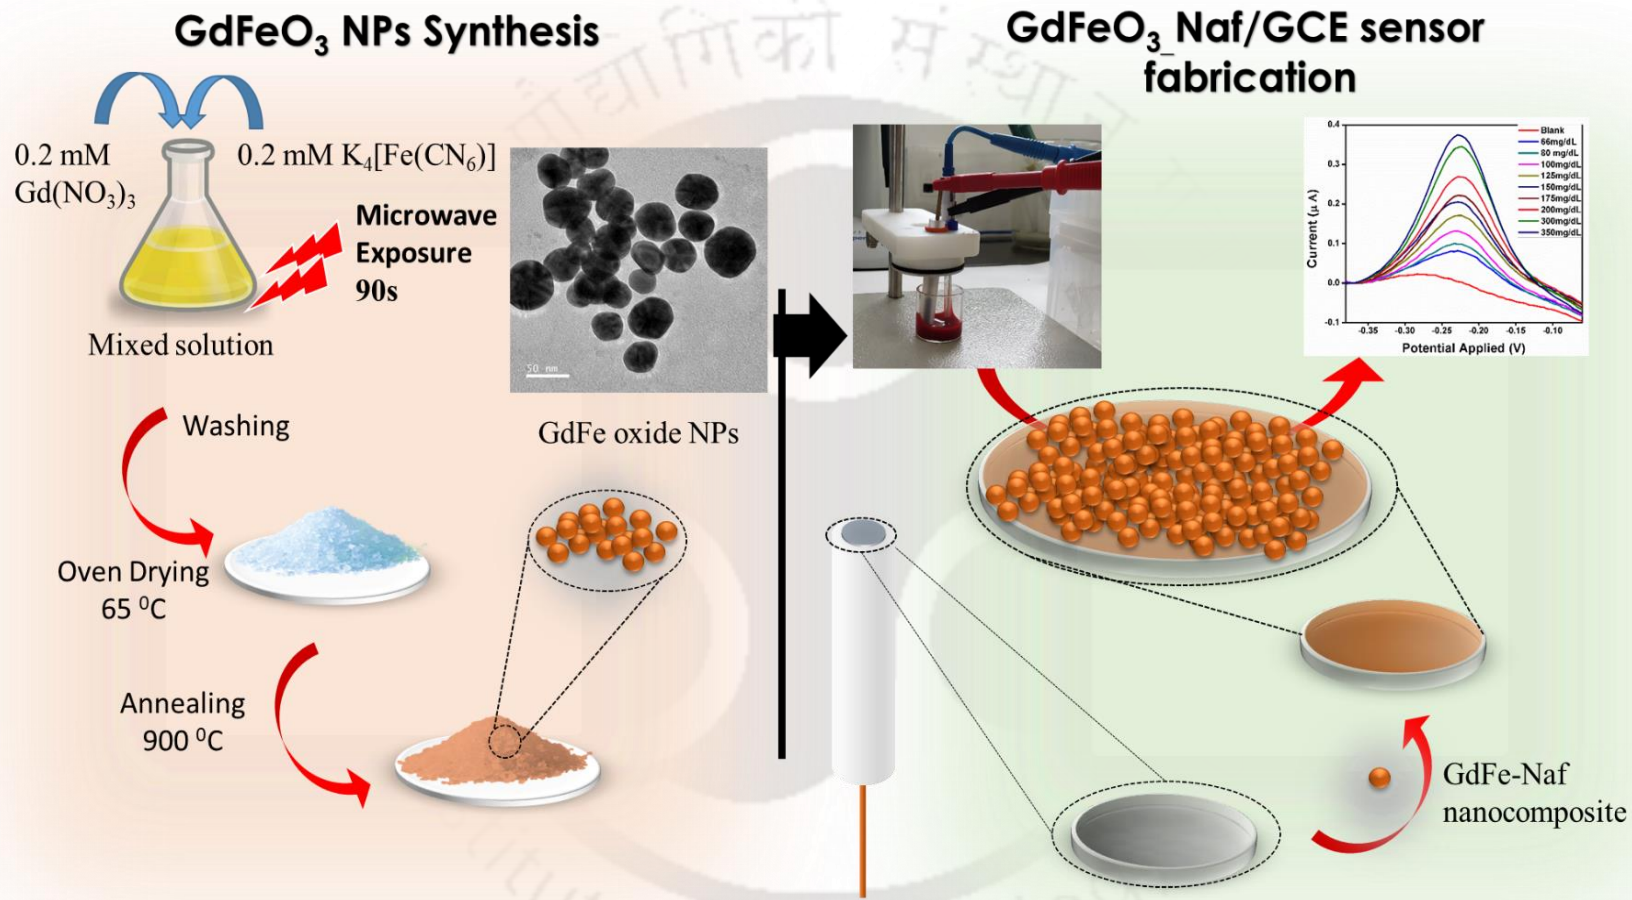 GdFeO₃ NPs Synthesis
0.2 mM
Gd(NO₃)₃
0.2 mM K₄[Fe(CN₆)]
Microwave
Exposure
90s
Mixed solution
50 nm
GdFe oxide NPs
Washing
Oven Drying
65 ⁰C
Annealing
900 ⁰C
GdFeO₃_Naf/GCE sensor
fabrication
0.4
0.3
0.2
0.1
0.0
-0.1
Current (µ A)
-0.35
-0.30
-0.25
-0.20
-0.15
-0.10
Potential Applied (V)
Blank
66mg/dL
80 mg/dL
100mg/dL
125mg/dL
150mg/dL
175mg/dL
200mg/dL
300mg/dL
350mg/dL
GdFe-Naf
nanocomposite